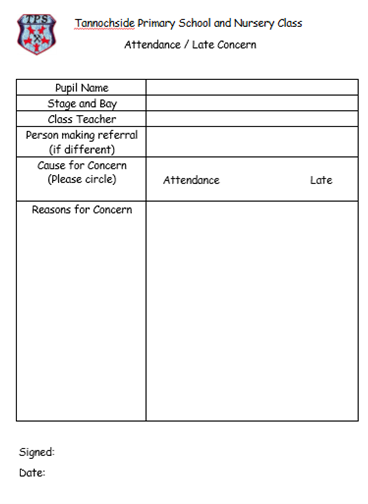 TPS
Tannochside Primary School and Nursery Class
Attendance / Late Concern
Pupil Name
Stage and Bay
Class Teacher
Person making referral
(if different)
Cause for Concern
(Please circle)
Attendance Late
Reasons for Concern
Signed:
Date: